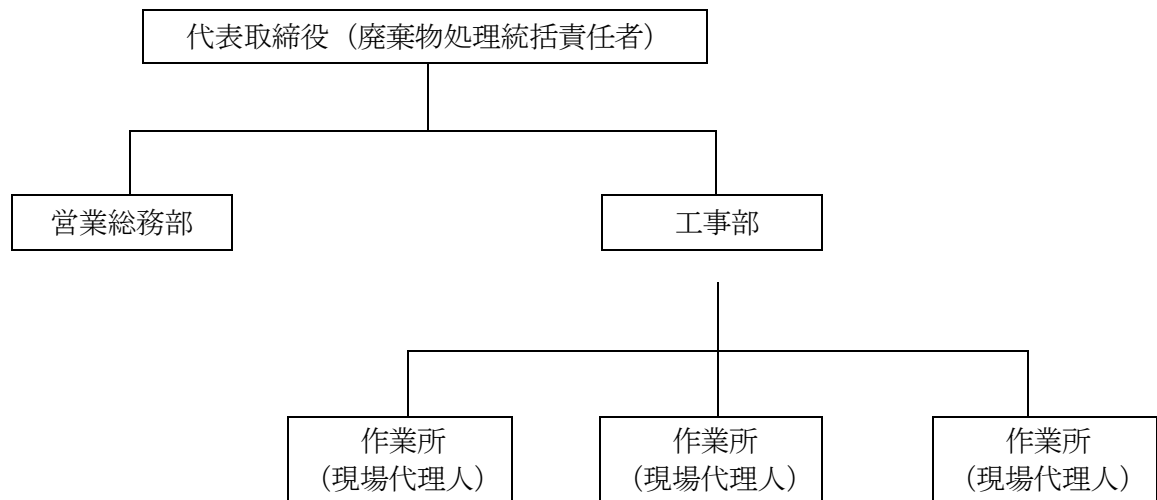 代表取締役（廃棄物処理統括責任者）
営業総務部
工事部
作業所
（現場代理人）
作業所
（現場代理人）
作業所
（現場代理人）